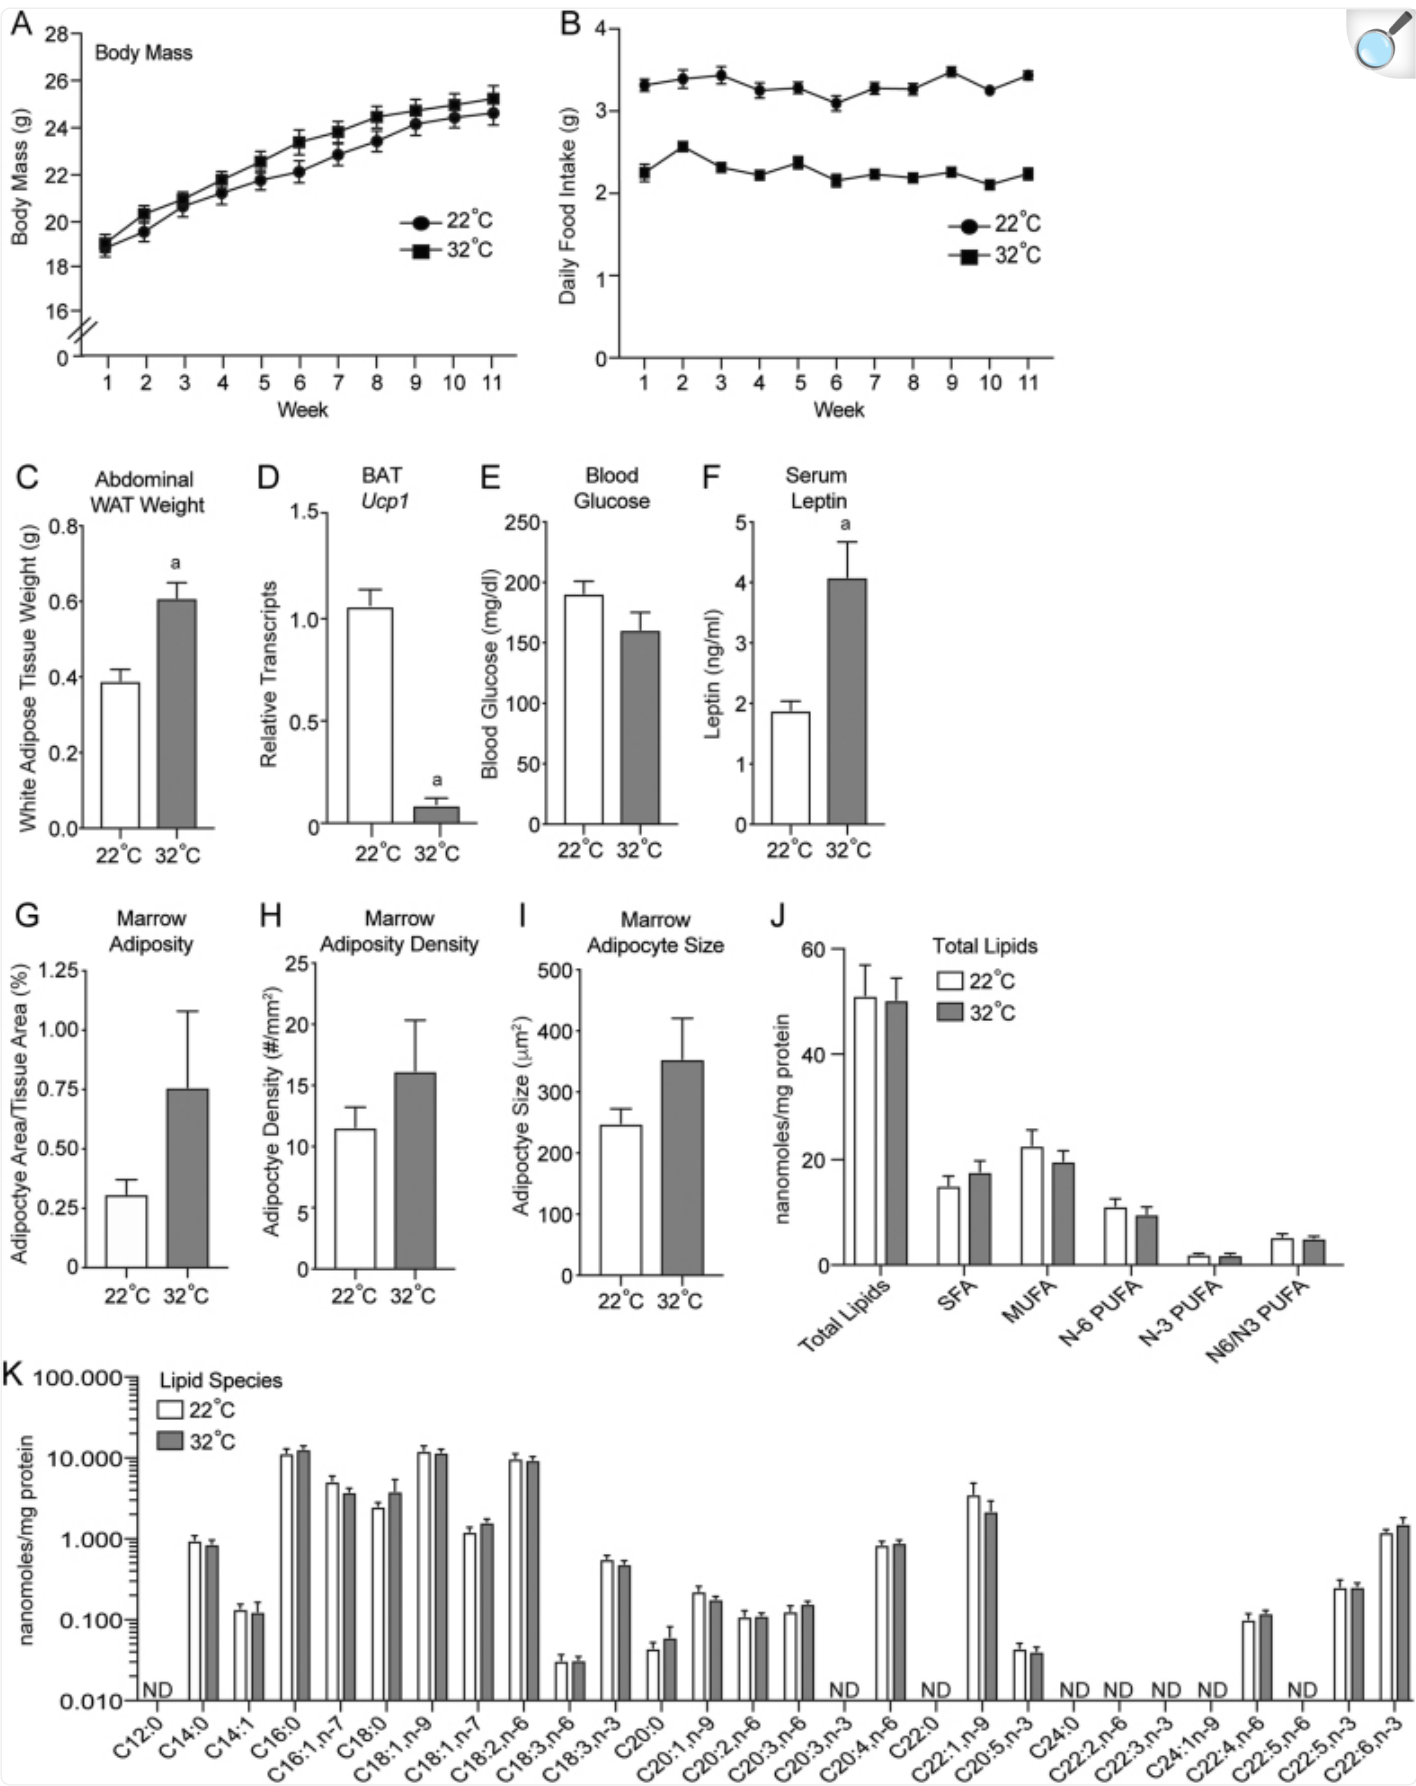 A
Body Mass
Body Mass (g)
28
26
24
22
20
18
16
0
22°C
32°C
1 2 3 4 5 6 7 8 9 10 11
Week
B
Daily Food Intake (g)
4
3
2
1
0
22°C
32°C
1 2 3 4 5 6 7 8 9 10 11
Week
C
Abdominal
WAT Weight
White Adipose Tissue Weight (g)
0.8
0.6
0.4
0.2
0.0
a
22°C 32°C
D
BAT
Ucp1
Relative Transcripts
1.5
1.0
0.5
0
a
22°C 32°C
E
Blood
Glucose
Blood Glucose (mg/dl)
250
200
150
100
50
0
22°C 32°C
F
Serum
Leptin
Leptin (ng/ml)
5
4
3
2
1
0
a
22°C 32°C
G
Marrow
Adiposity
Adipoctye Area/Tissue Area (%)
1.25
1.00
0.75
0.50
0.25
0
22°C 32°C
H
Marrow
Adiposity Density
Adipoctye Density (#/mm²)
25
20
15
10
5
0
22°C 32°C
I
Marrow
Adipocyte Size
Adipoctye Size (µm²)
500
400
300
200
100
0
22°C 32°C
J
Total Lipids
22°C
32°C
nanomoles/mg protein
60
40
20
0
Total Lipids
SFA
MUFA
N-6 PUFA
N-3 PUFA
N6/N3 PUFA
K
Lipid Species
22°C
32°C
nanomoles/mg protein
100.000
10.000
1.000
0.100
0.010
ND ND ND ND ND ND ND ND
C12:0
C14:0
C14:1
C16:0
C16:1,n-7
C18:0
C18:1,n-9
C18:1,n-7
C18:2,n-6
C18:3,n-6
C18:3,n-3
C20:0
C20:1,n-9
C20:2,n-6
C20:3,n-6
C20:3,n-3
C20:4,n-6
C22:0
C22:1,n-9
C20:5,n-3
C24:0
C22:2,n-6
C22:3,n-3
C24:1n-9
C22:4,n-6
C22:5,n-6
C22:5,n-3
C22:6,n-3